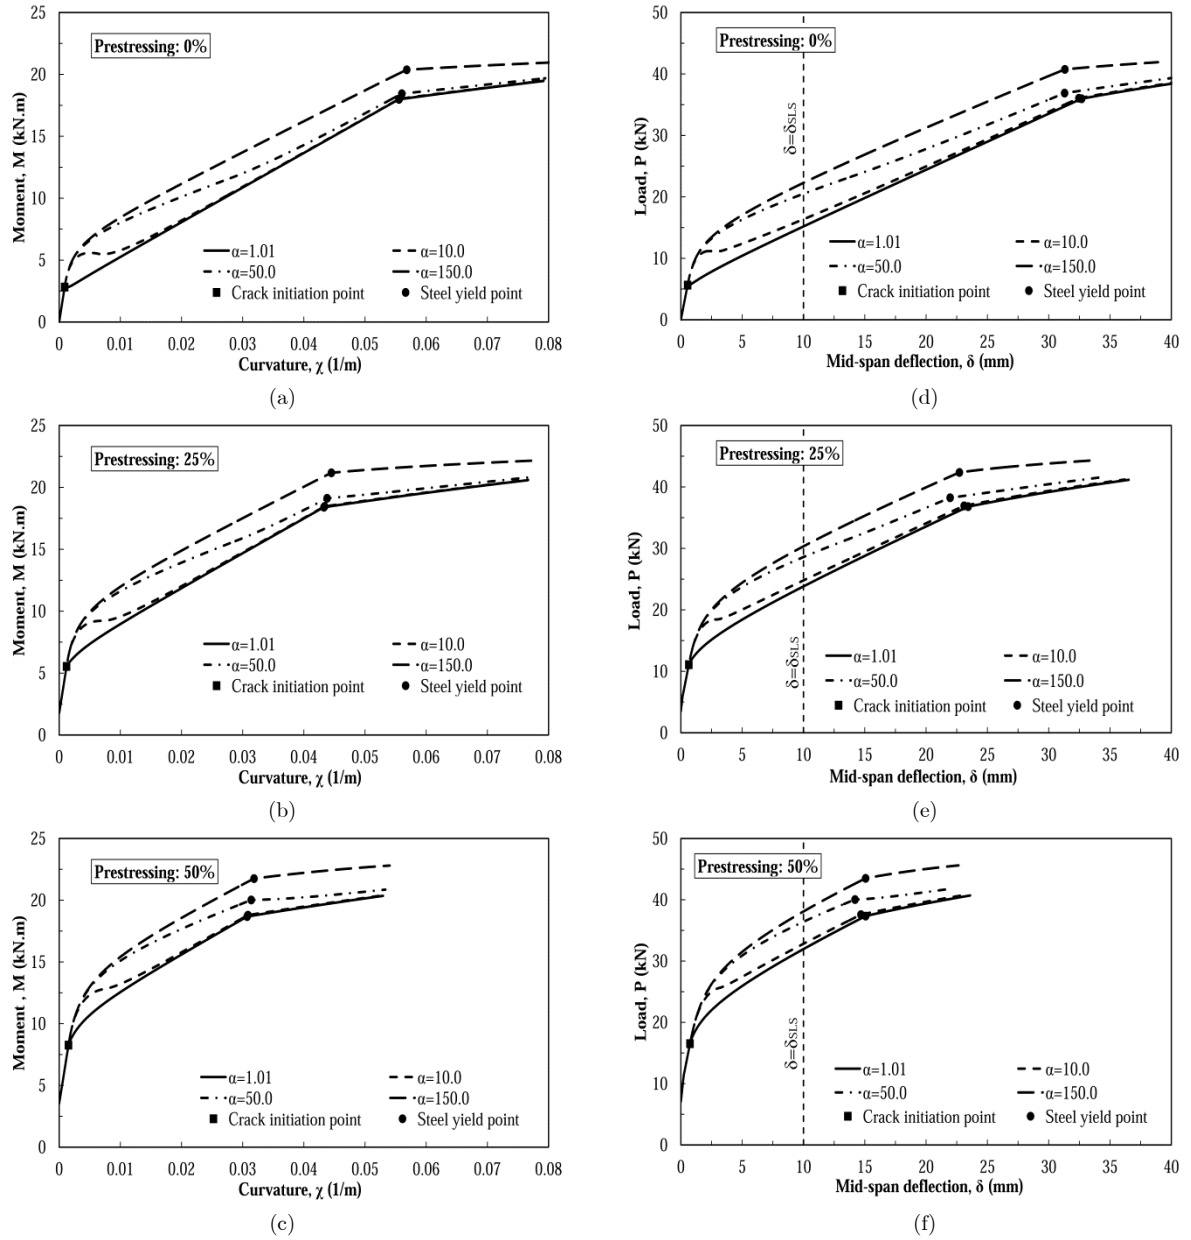 Prestressing: 0%
25
20
15
10
5
0
Moment, M (kN.m)
α=1.01
α=10.0
α=50.0
α=150.0
Crack initiation point
Steel yield point
0 0.01 0.02 0.03 0.04 0.05 0.06 0.07 0.08
Curvature, χ (1/m)
(a)
Prestressing: 0%
50
40
30
20
10
0
Load, P (kN)
δ=δSLS
α=1.01
α=10.0
α=50.0
α=150.0
Crack initiation point
Steel yield point
0 5 10 15 20 25 30 35 40
Mid-span deflection, δ (mm)
(d)
Prestressing: 25%
25
20
15
10
5
0
Moment, M (kN.m)
α=1.01
α=10.0
α=50.0
α=150.0
Crack initiation point
Steel yield point
0 0.01 0.02 0.03 0.04 0.05 0.06 0.07 0.08
Curvature, χ (1/m)
(b)
Prestressing: 25%
50
40
30
20
10
0
Load, P (kN)
δ=δSLS
α=1.01
α=10.0
α=50.0
α=150.0
Crack initiation point
Steel yield point
0 5 10 15 20 25 30 35 40
Mid-span deflection, δ (mm)
(e)
Prestressing: 50%
25
20
15
10
5
0
Moment , M (kN.m)
α=1.01
α=10.0
α=50.0
α=150.0
Crack initiation point
Steel yield point
0 0.01 0.02 0.03 0.04 0.05 0.06 0.07 0.08
Curvature, χ (1/m)
(c)
Prestressing: 50%
50
40
30
20
10
0
Load, P (kN)
δ=δSLS
α=1.01
α=10.0
α=50.0
α=150.0
Crack initiation point
Steel yield point
0 5 10 15 20 25 30 35 40
Mid-span deflection, δ (mm)
(f)